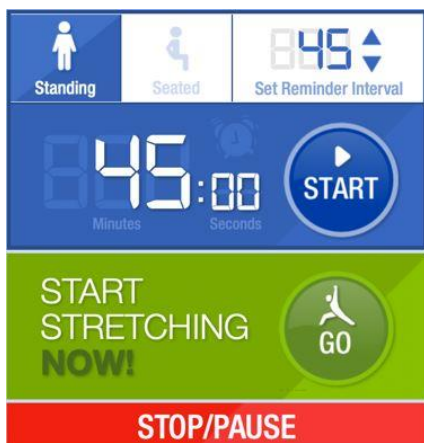 45
Standing
Seated
Set Reminder Interval
45:00
START
Minutes
Seconds
START
STRETCHING
NOW!
GO
STOP/PAUSE